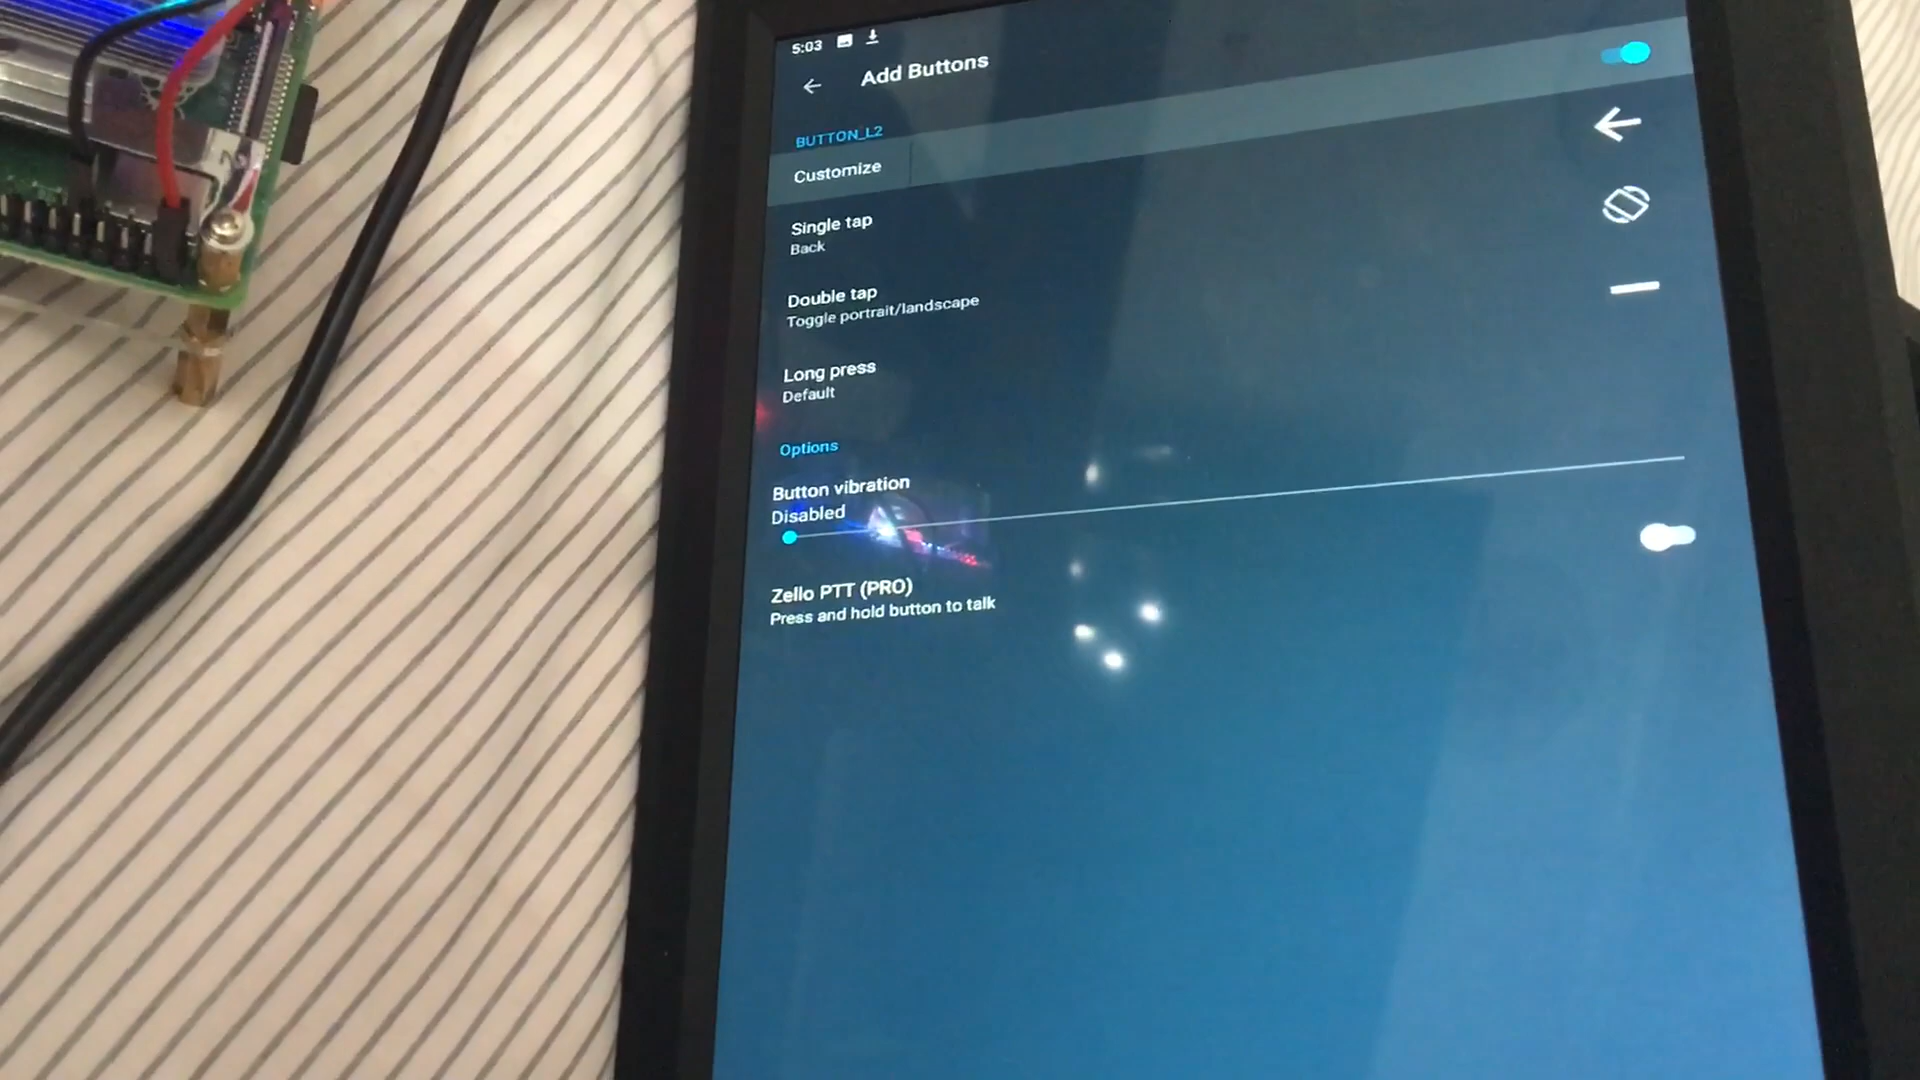 5:03
Add Buttons
BUTTON_L2
Customize
Single tap
Back
Double tap
Toggle portrait/landscape
Long press
Default
Options
Button vibration
Disabled
Zello PTT (PRO)
Press and hold button to talk